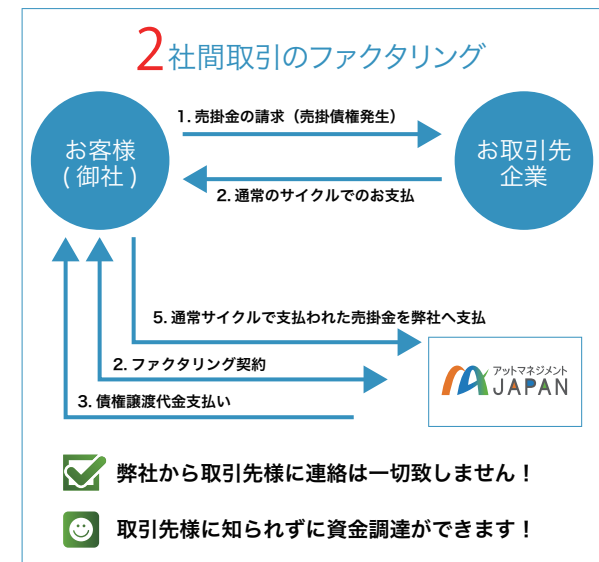 2社間取引のファクタリング
1. 売掛金の請求（売掛債権発生）
お客様
( 御社 )
お取引先
企業
2. 通常のサイクルでのお支払
5. 通常サイクルで支払われた売掛金を弊社へ支払
2. ファクタリング契約
アットマネジメント
JAPAN
3. 債権譲渡代金支払い
弊社から取引先様に連絡は一切致しません！
取引先様に知られずに資金調達ができます！